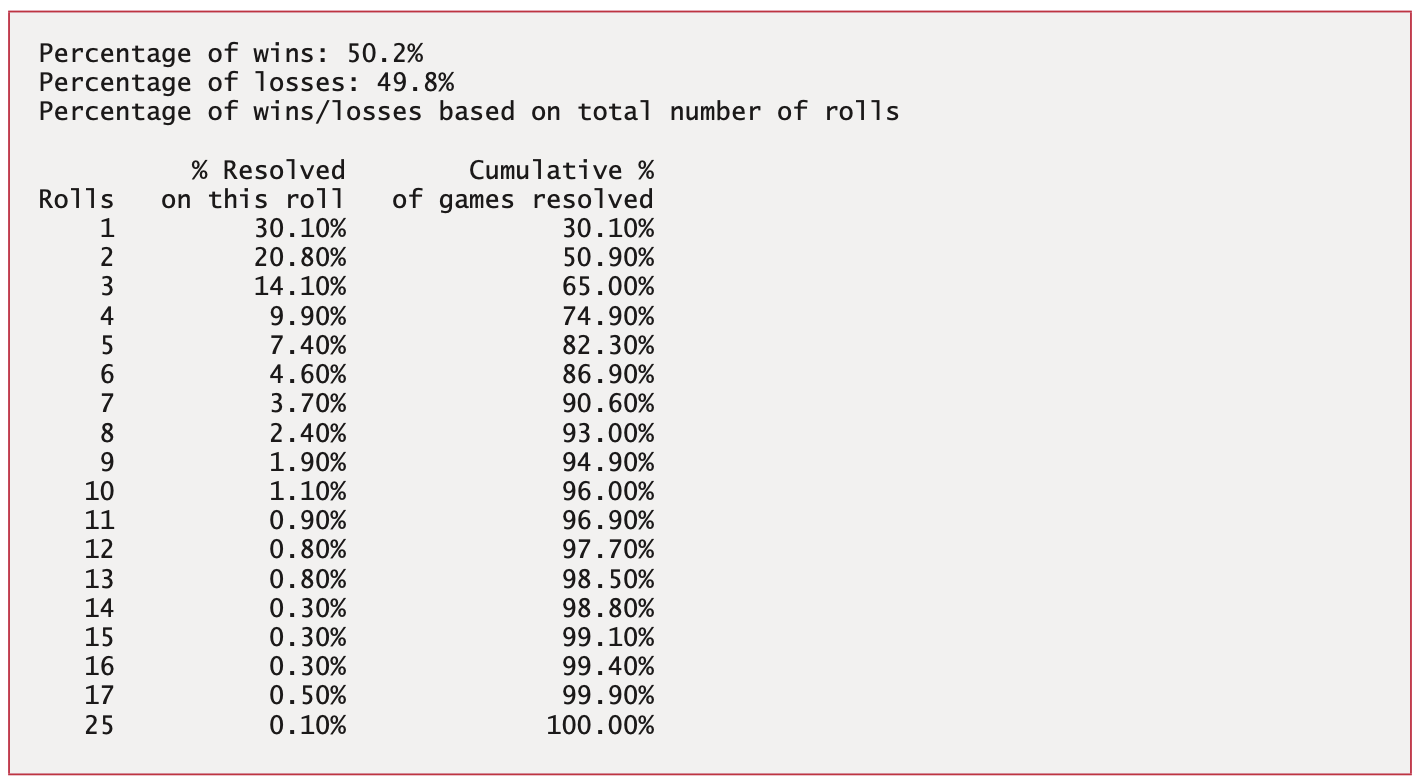 Percentage of wins: 50.2%
Percentage of losses: 49.8%
Percentage of wins/losses based on total number of rolls

          % Resolved        Cumulative %
Rolls   on this roll   of games resolved
    1         30.10%              30.10%
    2         20.80%              50.90%
    3         14.10%              65.00%
    4          9.90%              74.90%
    5          7.40%              82.30%
    6          4.60%              86.90%
    7          3.70%              90.60%
    8          2.40%              93.00%
    9          1.90%              94.90%
   10          1.10%              96.00%
   11          0.90%              96.90%
   12          0.80%              97.70%
   13          0.80%              98.50%
   14          0.30%              98.80%
   15          0.30%              99.10%
   16          0.30%              99.40%
   17          0.50%              99.90%
   25          0.10%             100.00%